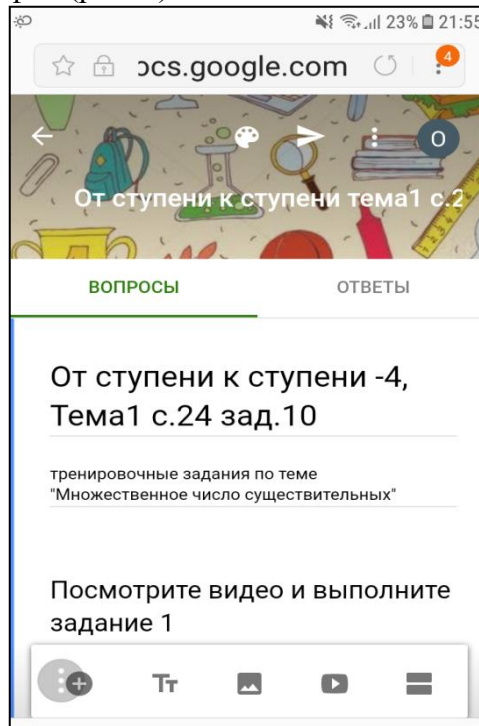 23% 21:55
ocs.google.com
4
О
От ступени к ступени тема1 с.2
ВОПРОСЫ
ОТВЕТЫ
От ступени к ступени -4,
Тема1 с.24 зад.10
тренировочные задания по теме
"Множественное число существительных"
Посмотрите видео и выполните
задание 1
Тт